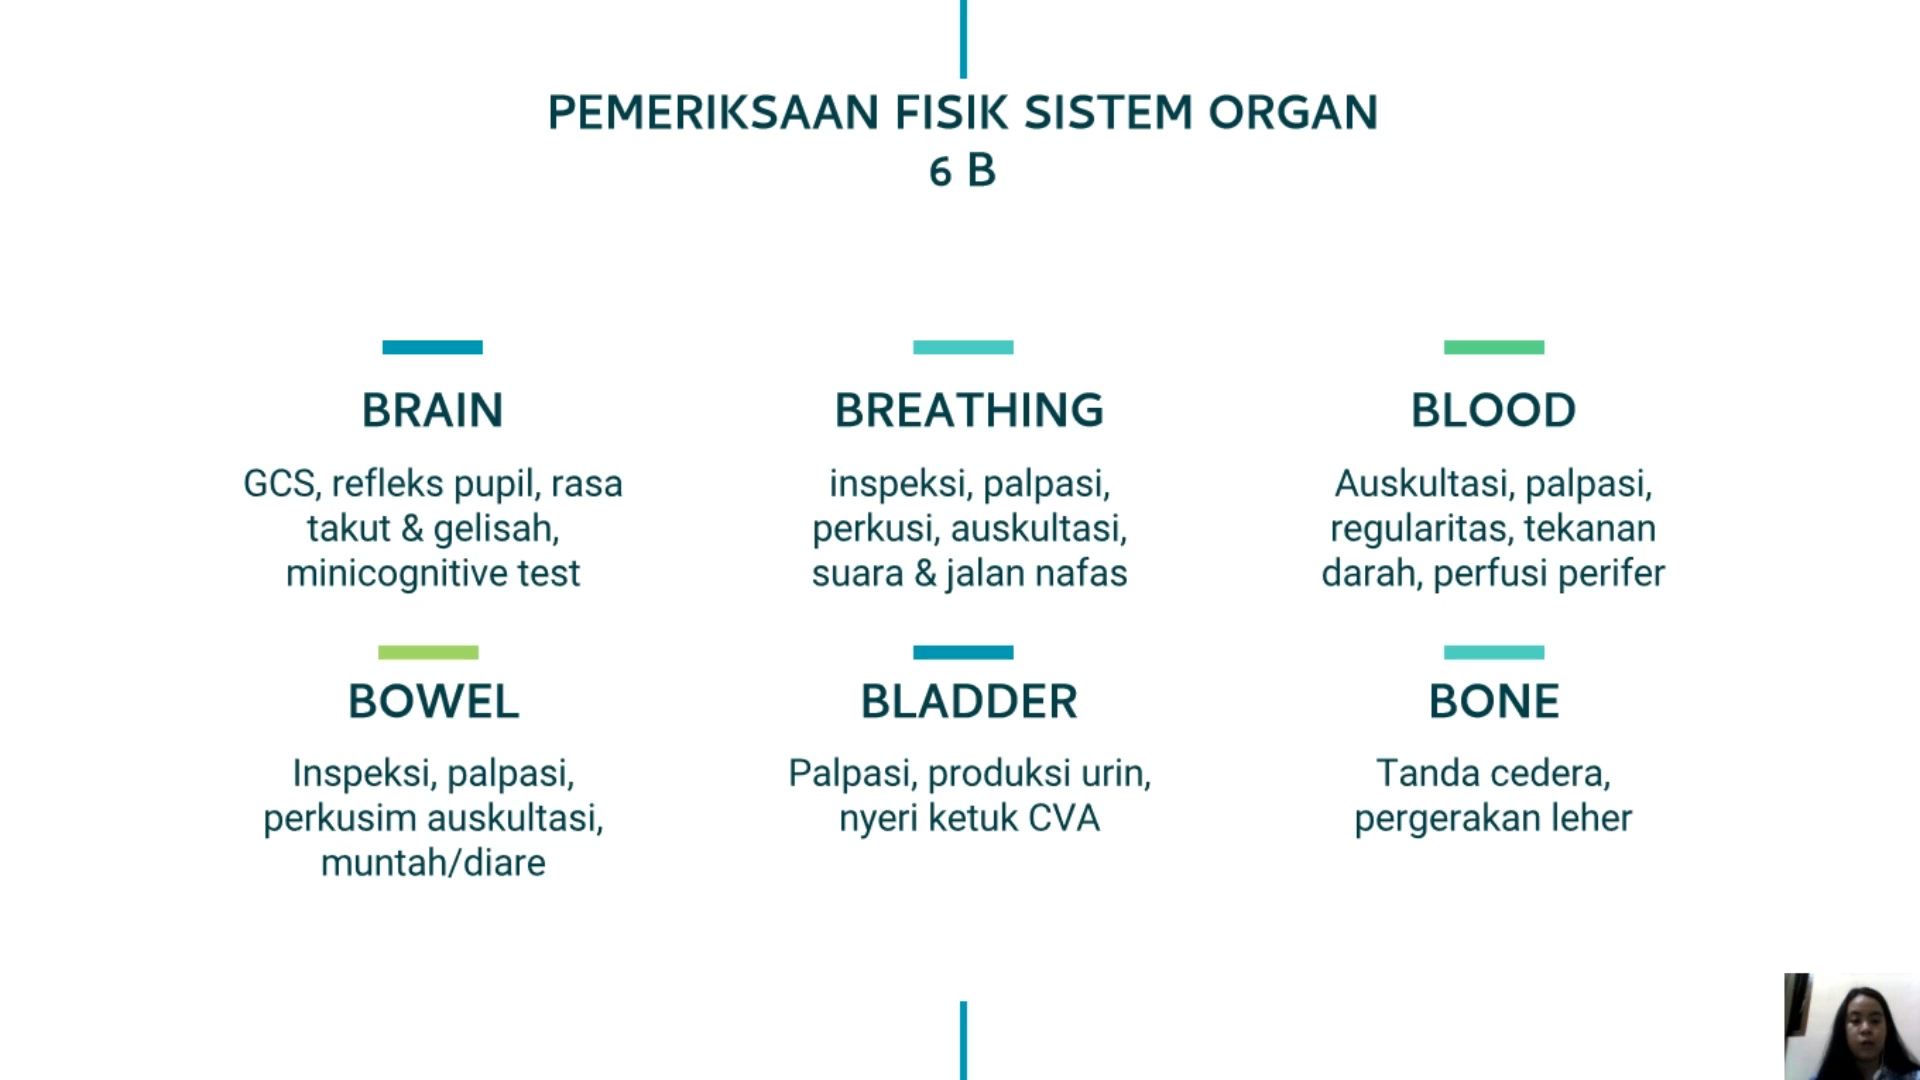 PEMERIKSAAN FISIK SISTEM ORGAN
6 B
BRAIN
GCS, refleks pupil, rasa
takut & gelisah,
minicognitive test
BREATHING
inspeksi, palpasi,
perkusi, auskultasi,
suara & jalan nafas
BLOOD
Auskultasi, palpasi,
regularitas, tekanan
darah, perfusi perifer
BOWEL
Inspeksi, palpasi,
perkusim auskultasi,
muntah/diare
BLADDER
Palpasi, produksi urin,
nyeri ketuk CVA
BONE
Tanda cedera,
pergerakan leher